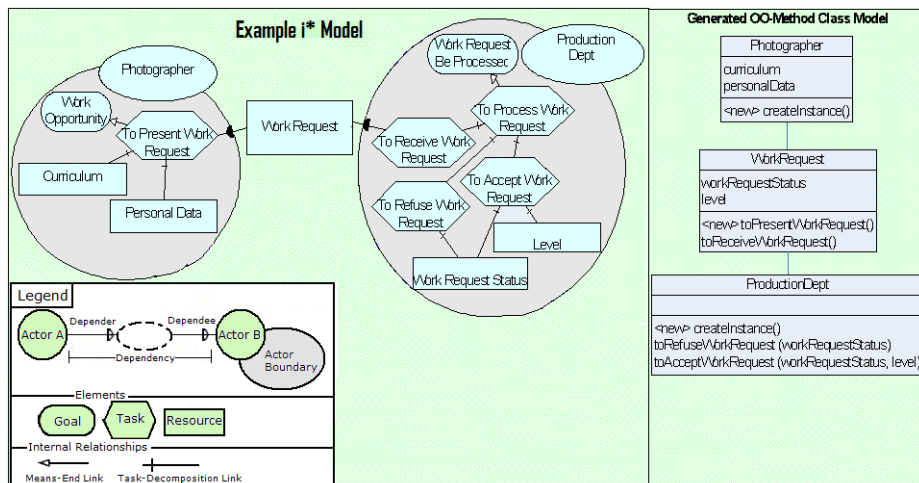 Example i* Model
Photographer
Work
Opportunity
To Present Work
Request
Curriculum
Personal Data
Work Request
Work Request
Be Processed
Production
Dept
To Process Work
Request
To Receive Work
Request
To Accept Work
Request
To Refuse Work
Request
Level
Work Request Status
Legend
Actor A
Depender
Dependee
Actor B
Dependency
Actor
Boundary
Elements
Goal
Task
Resource
Internal Relationships
Means-End Link
Task-Decomposition Link
Generated OO-Method Class Model
Photographer
curriculum
personalData
<new> createInstance()
WorkRequest
workRequestStatus
level
<new> toPresentWorkRequest()
toReceiveWorkRequest()
ProductionDept
<new> createInstance()
toRefuseWorkRequest (workRequestStatus)
toAcceptWorkRequest (workRequestStatus, level)